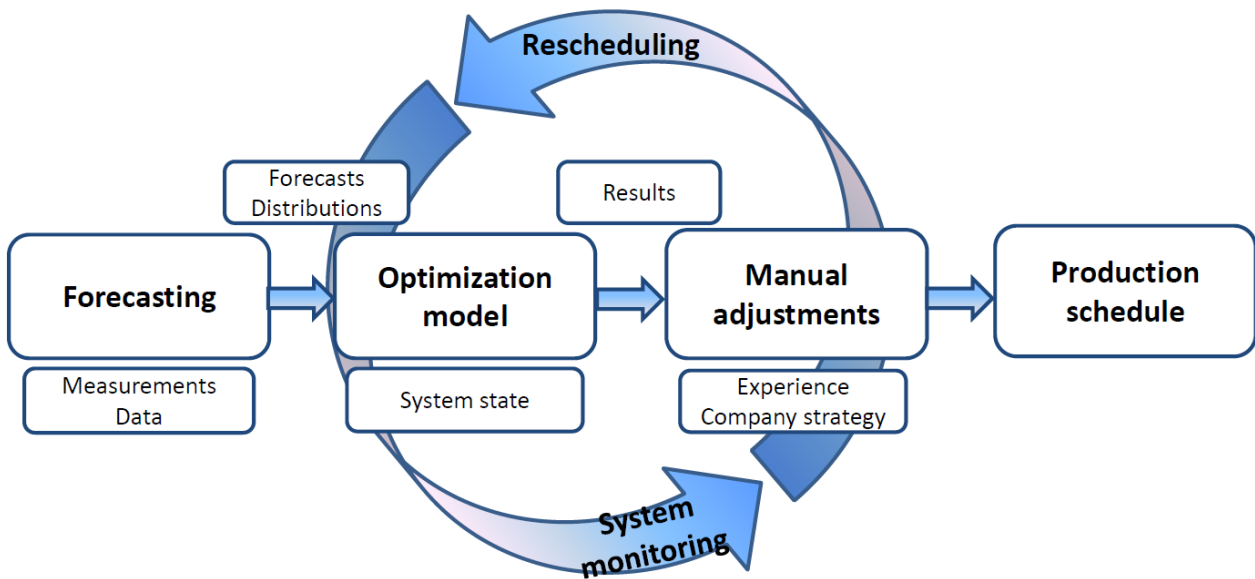 Rescheduling
Forecasts
Distributions
Results
Forecasting
Optimization
model
Manual
adjustments
Production
schedule
Measurements
Data
System state
Experience
Company strategy
System
monitoring